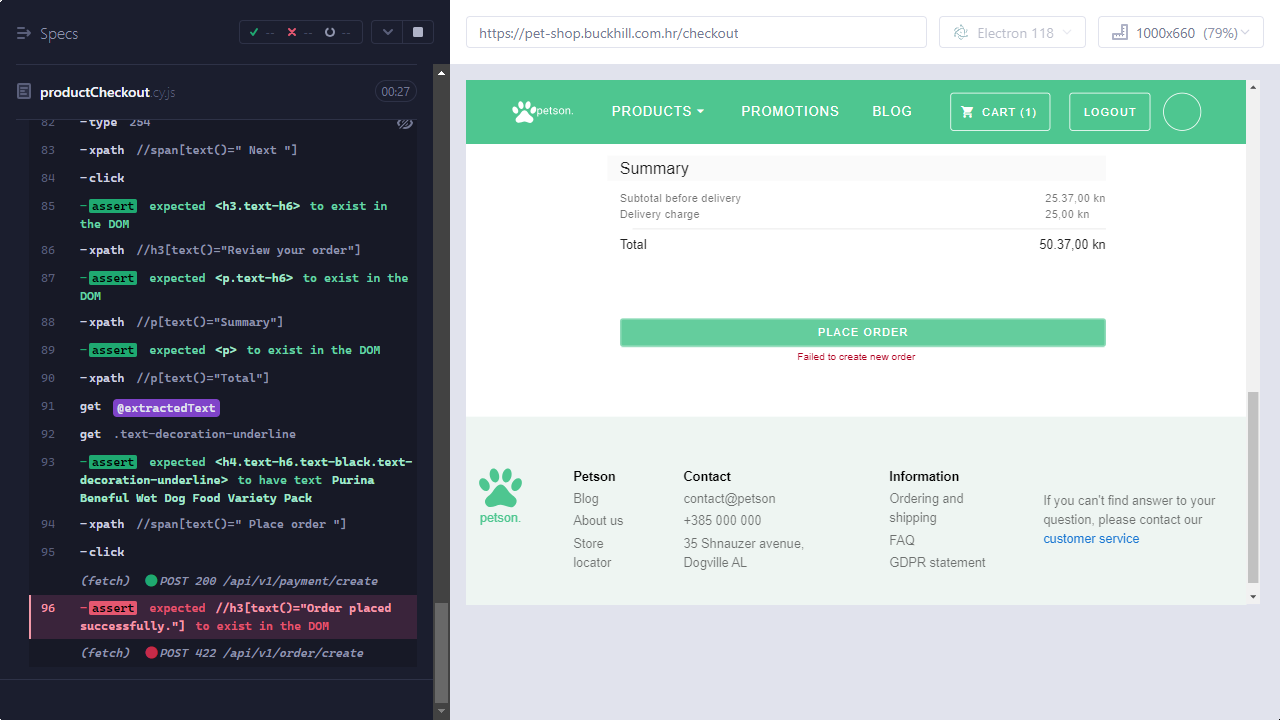 Specs
-- -- --
productCheckout.cy.js
00:27
82 -type 254
83 -xpath //span[text()=" Next "]
84 -click
85 -assert expected <h3.text-h6> to exist in
the DOM
86 -xpath //h3[text()="Review your order"]
87 -assert expected <p.text-h6> to exist in the
DOM
88 -xpath //p[text()="Summary"]
89 -assert expected <p> to exist in the DOM
90 -xpath //p[text()="Total"]
91 get @extractedText
92 get .text-decoration-underline
93 -assert expected <h4.text-h6.text-black.text-
decoration-underline> to have text Purina
Beneful Wet Dog Food Variety Pack
94 -xpath //span[text()=" Place order "]
95 -click
(fetch) POST 200 /api/v1/payment/create
96 -assert expected //h3[text()="Order placed
successfully."] to exist in the DOM
(fetch) POST 422 /api/v1/order/create
https://pet-shop.buckhill.com.hr/checkout
Electron 118
1000x660 (79%)
petson.
PRODUCTS
PROMOTIONS
BLOG
CART (1)
LOGOUT
Summary
Subtotal before delivery 25.37,00 kn
Delivery charge 25,00 kn
Total 50.37,00 kn
PLACE ORDER
Failed to create new order
petson.
Petson
Blog
About us
Store
locator
Contact
contact@petson
+385 000 000
35 Shnauzer avenue,
Dogville AL
Information
Ordering and
shipping
FAQ
GDPR statement
If you can't find answer to your
question, please contact our
customer service